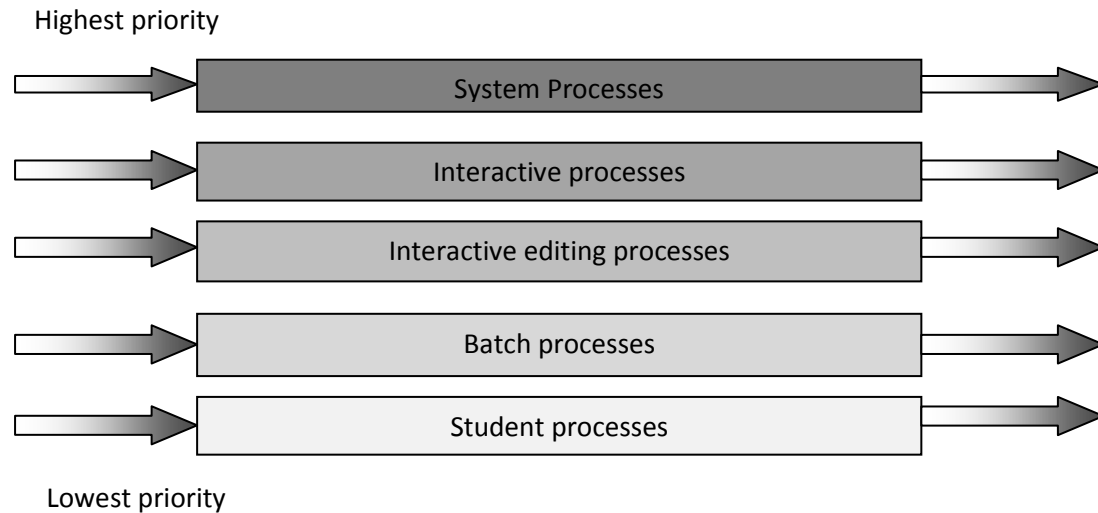 Highest priority
System Processes
Interactive processes
Interactive editing processes
Batch processes
Student processes
Lowest priority